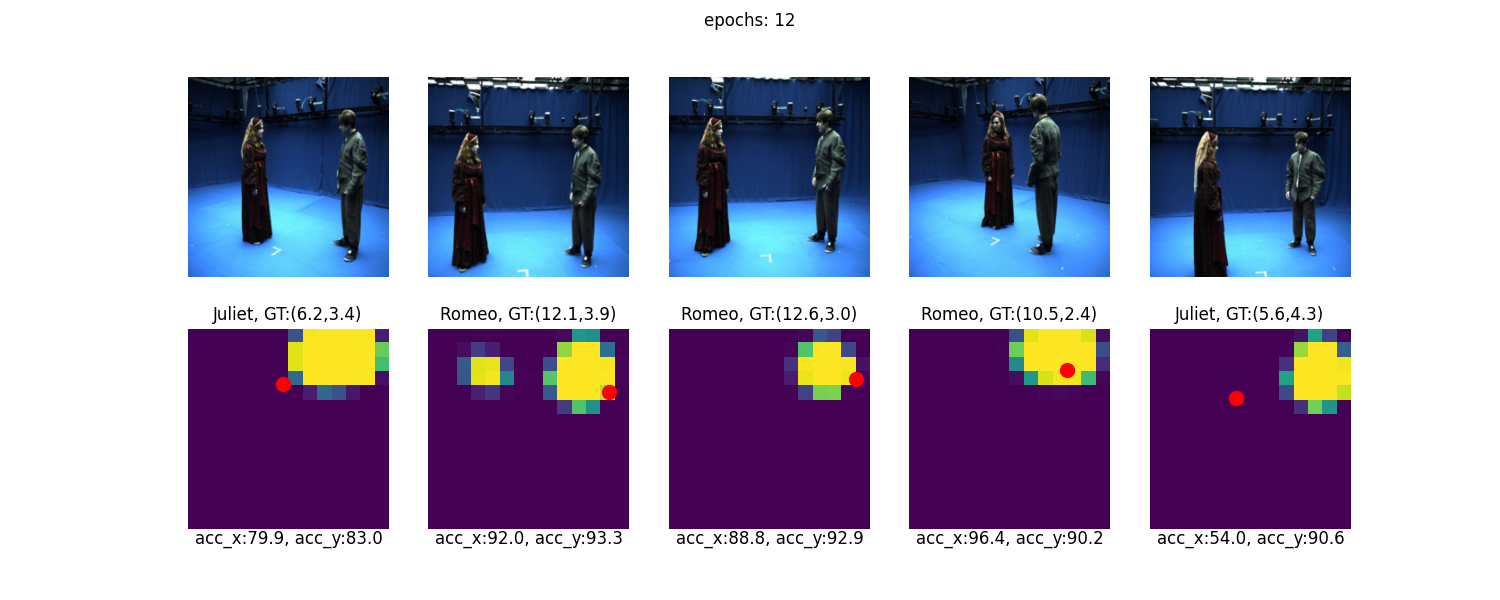 epochs: 12
Juliet, GT:(6.2,3.4)
Romeo, GT:(12.1,3.9)
Romeo, GT:(12.6,3.0)
Romeo, GT:(10.5,2.4)
Juliet, GT:(5.6,4.3)
acc_x:79.9, acc_y:83.0
acc_x:92.0, acc_y:93.3
acc_x:88.8, acc_y:92.9
acc_x:96.4, acc_y:90.2
acc_x:54.0, acc_y:90.6